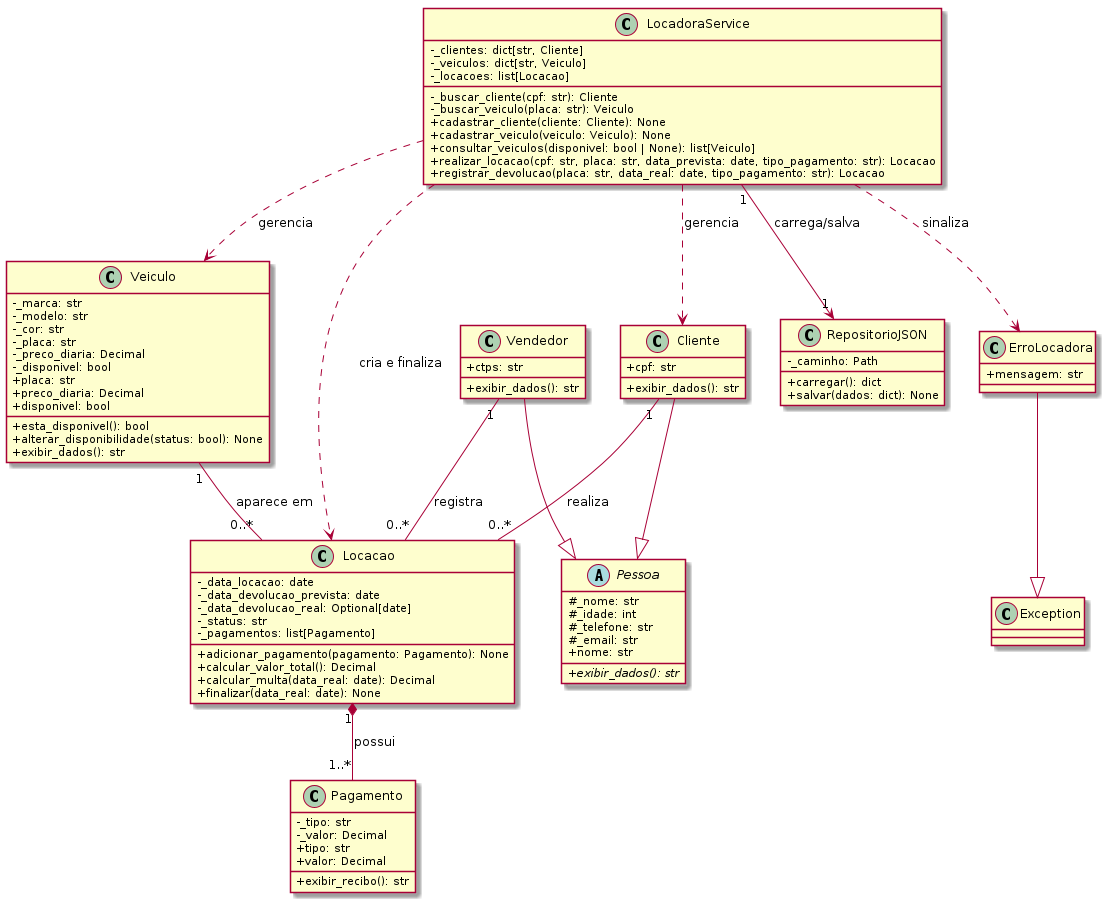 LocadoraService
-_clientes: dict[str, Cliente]
-_veiculos: dict[str, Veiculo]
-_locacoes: list[Locacao]
-_buscar_cliente(cpf: str): Cliente
-_buscar_veiculo(placa: str): Veiculo
+cadastrar_cliente(cliente: Cliente): None
+cadastrar_veiculo(veiculo: Veiculo): None
+consultar_veiculos(disponivel: bool | None): list[Veiculo]
+realizar_locacao(cpf: str, placa: str, data_prevista: date, tipo_pagamento: str): Locacao
+registrar_devolucao(placa: str, data_real: date, tipo_pagamento: str): Locacao
gerencia
gerencia
1
carrega/salva
1
sinaliza
cria e finaliza
Veiculo
-_marca: str
-_modelo: str
-_cor: str
-_placa: str
-_preco_diaria: Decimal
-_disponivel: bool
+placa: str
+preco_diaria: Decimal
+disponivel: bool
+esta_disponivel(): bool
+alterar_disponibilidade(status: bool): None
+exibir_dados(): str
Vendedor
+ctps: str
+exibir_dados(): str
Cliente
+cpf: str
+exibir_dados(): str
RepositorioJSON
-_caminho: Path
+carregar(): dict
+salvar(dados: dict): None
ErroLocadora
+mensagem: str
1
aparece em
0..*
1
registra
0..*
1
realiza
0..*
Locacao
-_data_locacao: date
-_data_devolucao_prevista: date
-_data_devolucao_real: Optional[date]
-_status: str
-_pagamentos: list[Pagamento]
+adicionar_pagamento(pagamento: Pagamento): None
+calcular_valor_total(): Decimal
+calcular_multa(data_real: date): Decimal
+finalizar(data_real: date): None
Pessoa
#_nome: str
#_idade: int
#_telefone: str
#_email: str
+nome: str
+exibir_dados(): str
Exception
1
possui
1..*
Pagamento
-_tipo: str
-_valor: Decimal
+tipo: str
+valor: Decimal
+exibir_recibo(): str